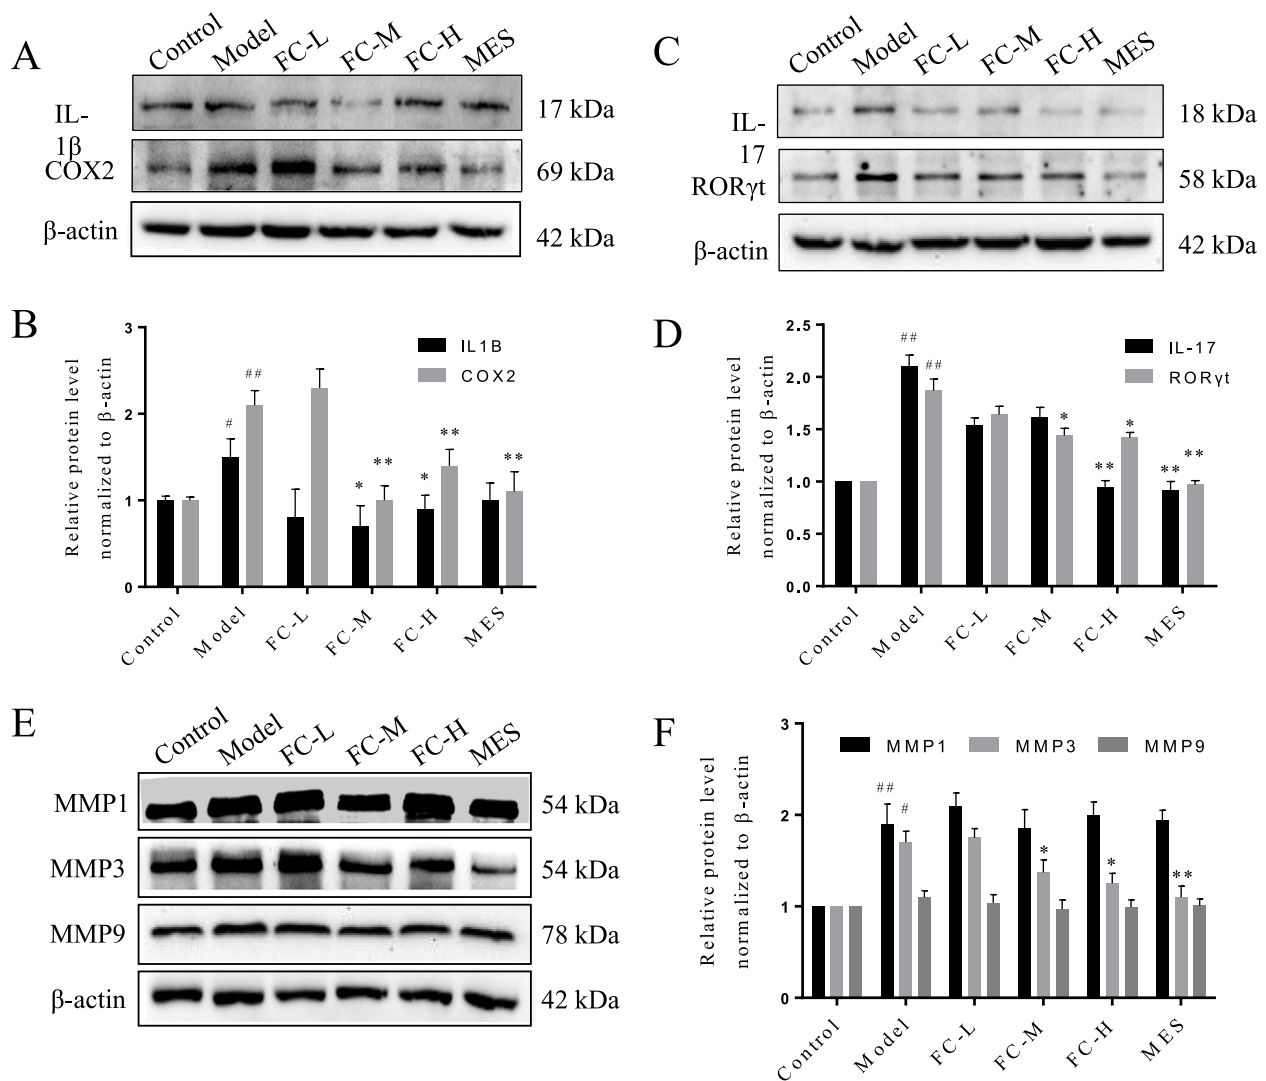 A
Control Model FC-L FC-M FC-H MES
IL-
1β
17 kDa
COX2
69 kDa
β-actin
42 kDa
C
Control Model FC-L FC-M FC-H MES
IL-
17
18 kDa
RORγt
58 kDa
β-actin
42 kDa
B
Relative protein level
normalized to β-actin
3
2
1
0
IL1B
COX2
#
##
*
**
*
**
**
Control Model FC-L FC-M FC-H MES
D
Relative protein level
normalized to β-actin
2.5
2.0
1.5
1.0
0.5
0.0
IL-17
RORγt
##
##
*
**
*
**
**
Control Model FC-L FC-M FC-H MES
E
Control Model FC-L FC-M FC-H MES
MMP1
54 kDa
MMP3
54 kDa
MMP9
78 kDa
β-actin
42 kDa
F
Relative protein level
normalized to β-actin
3
2
1
0
MMP1 MMP3 MMP9
##
#
*
*
**
Control Model FC-L FC-M FC-H MES